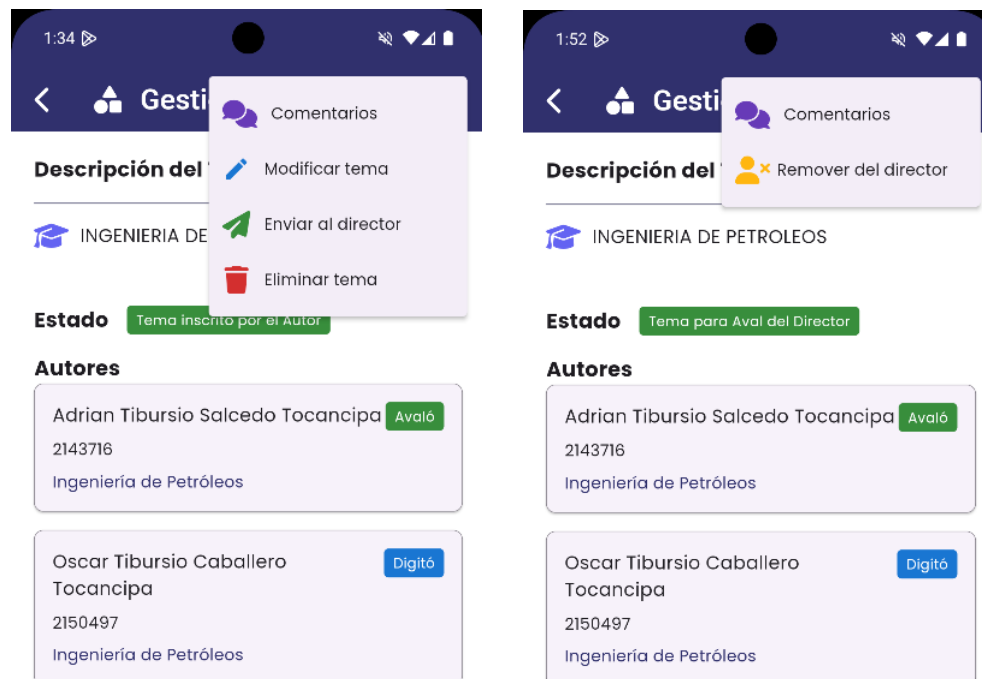 1:34
Gesti
Comentarios
Modificar tema
Enviar al director
Eliminar tema
Descripción del
INGENIERIA DE
Estado
Tema inscrito por el Autor
Autores
Adrian Tibursio Salcedo Tocancipa
Avaló
2143716
Ingeniería de Petróleos
Oscar Tibursio Caballero
Tocancipa
Digitó
2150497
Ingeniería de Petróleos
1:52
Gesti
Comentarios
Remover del director
Descripción del
INGENIERIA DE PETROLEOS
Estado
Tema para Aval del Director
Autores
Adrian Tibursio Salcedo Tocancipa
Avaló
2143716
Ingeniería de Petróleos
Oscar Tibursio Caballero
Tocancipa
Digitó
2150497
Ingeniería de Petróleos